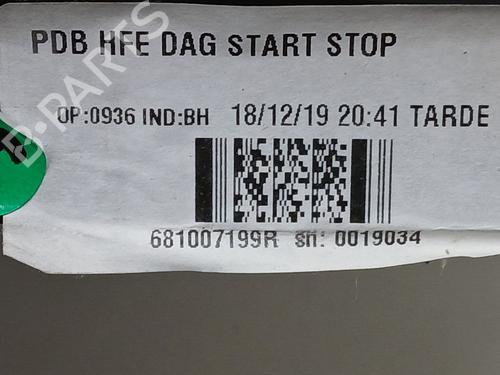 PDB HFE DAG START STOP
OP:0936 IND:BH 18/12/19 20:41 TARDE
681007199R sn: 0019034
B-PARTS